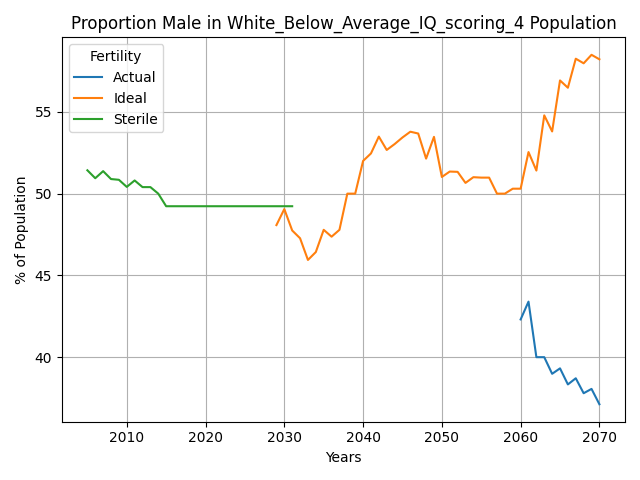 Proportion Male in White_Below_Average_IQ_scoring_4 Population
Fertility
Actual
Ideal
Sterile
55
50
45
40
% of Population
2010 2020 2030 2040 2050 2060 2070
Years